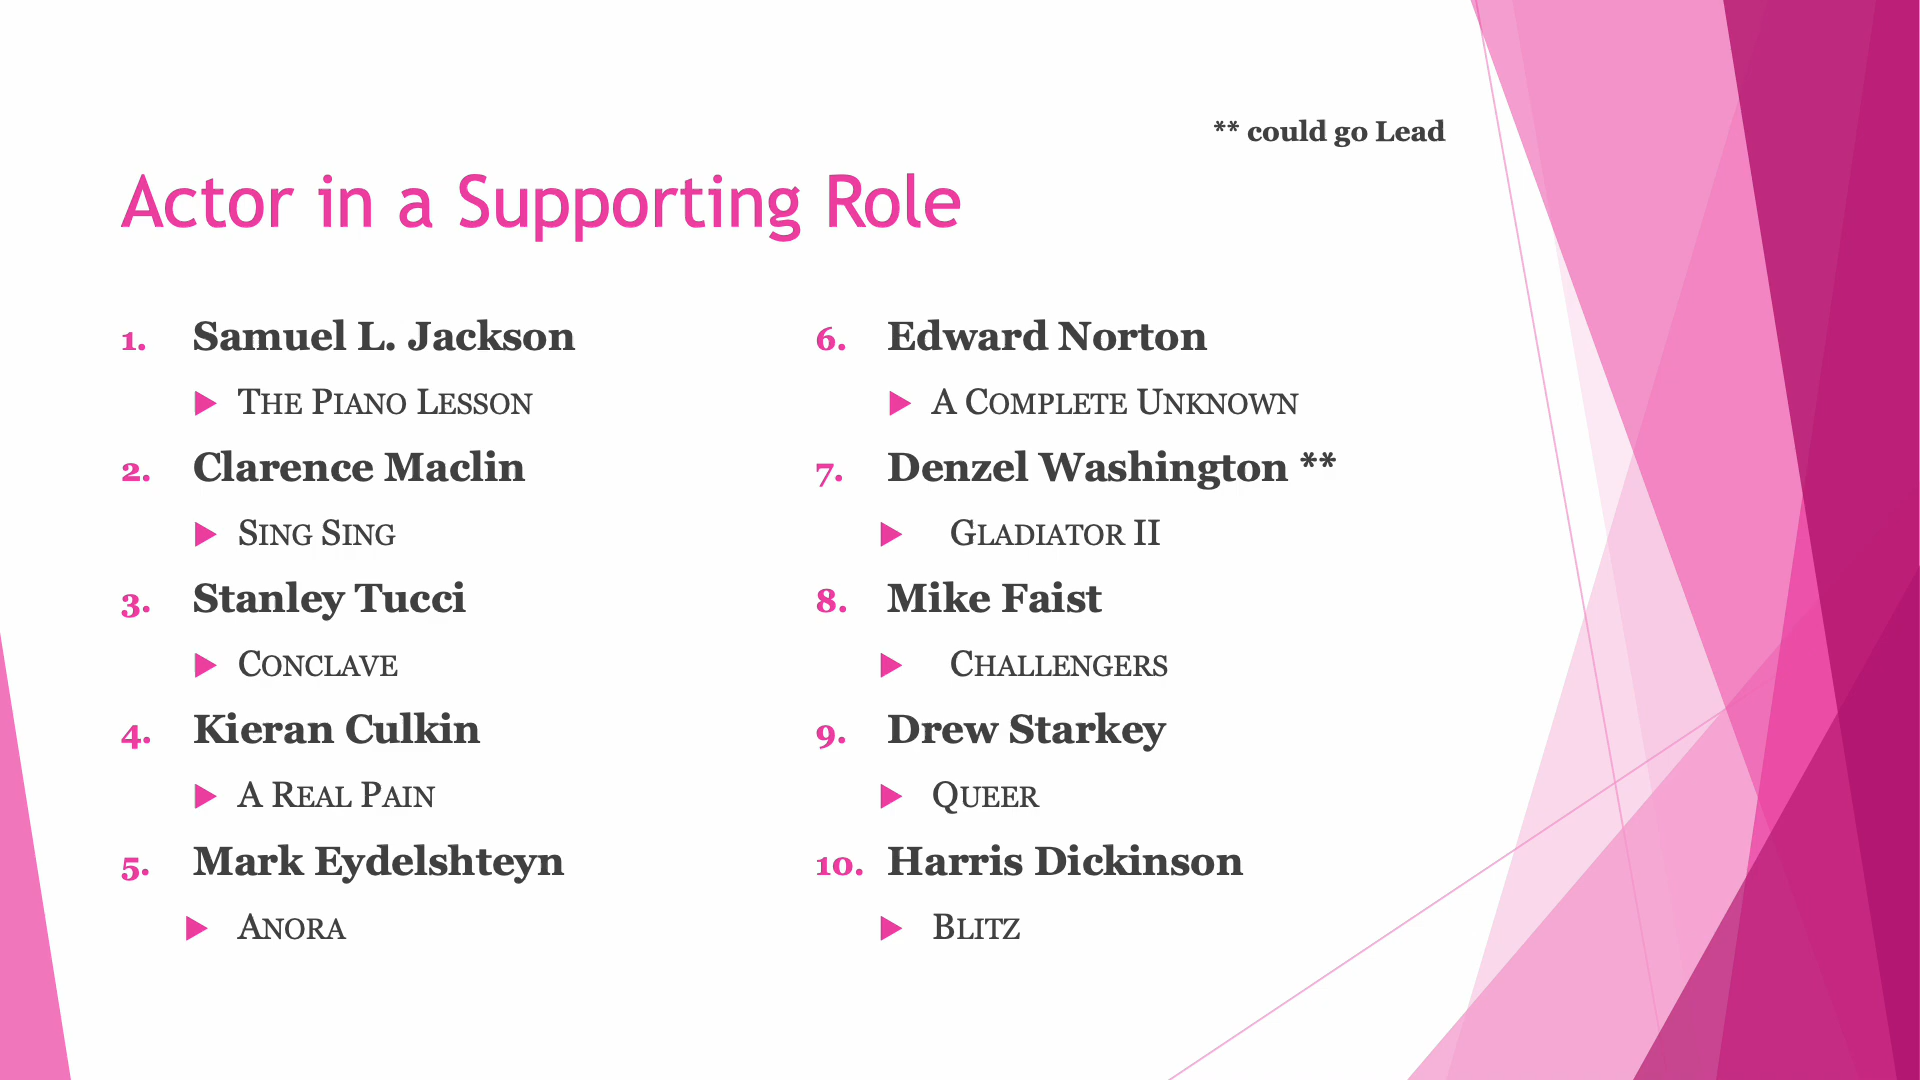 ** could go Lead
Actor in a Supporting Role
1. Samuel L. Jackson
The Piano Lesson
2. Clarence Maclin
Sing Sing
3. Stanley Tucci
Conclave
4. Kieran Culkin
A Real Pain
5. Mark Eydelshteyn
Anora
6. Edward Norton
A Complete Unknown
7. Denzel Washington **
Gladiator II
8. Mike Faist
Challengers
9. Drew Starkey
Queer
10. Harris Dickinson
Blitz